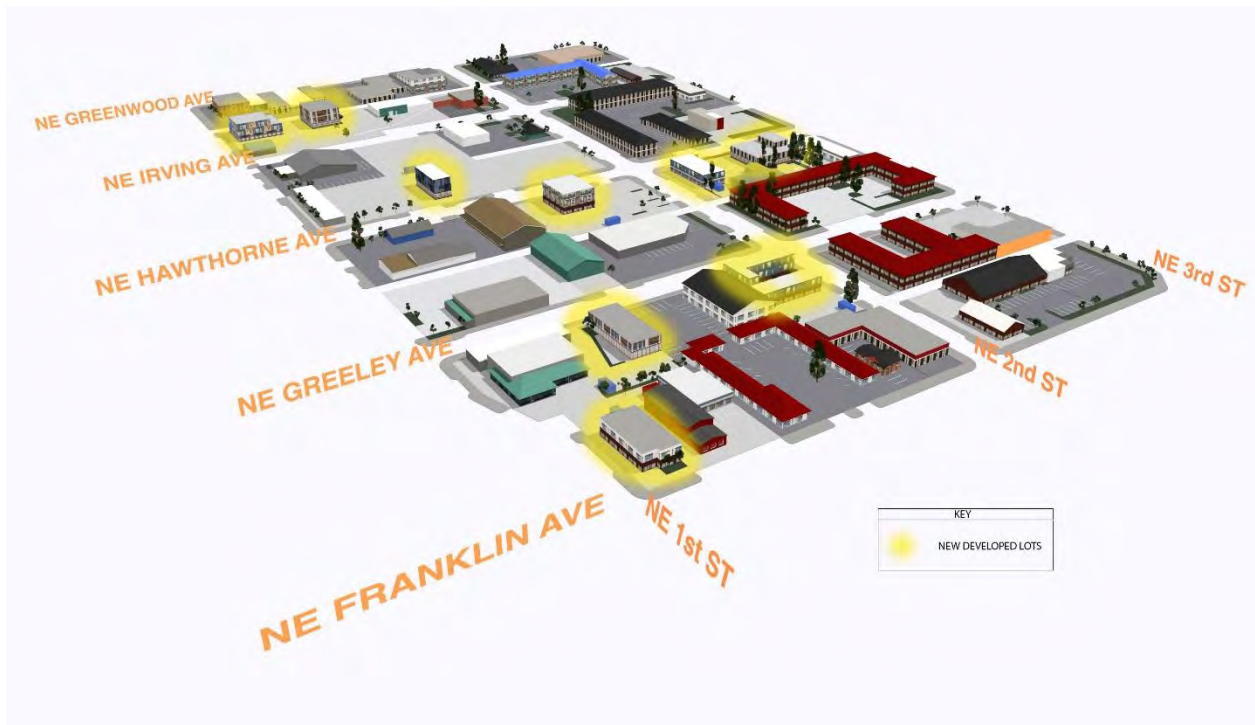 NE GREENWOOD AVE
NE IRVING AVE
NE HAWTHORNE AVE
NE GREELEY AVE
NE FRANKLIN AVE
NE 1st ST
NE 2nd ST
NE 3rd ST
KEY
NEW DEVELOPED LOTS